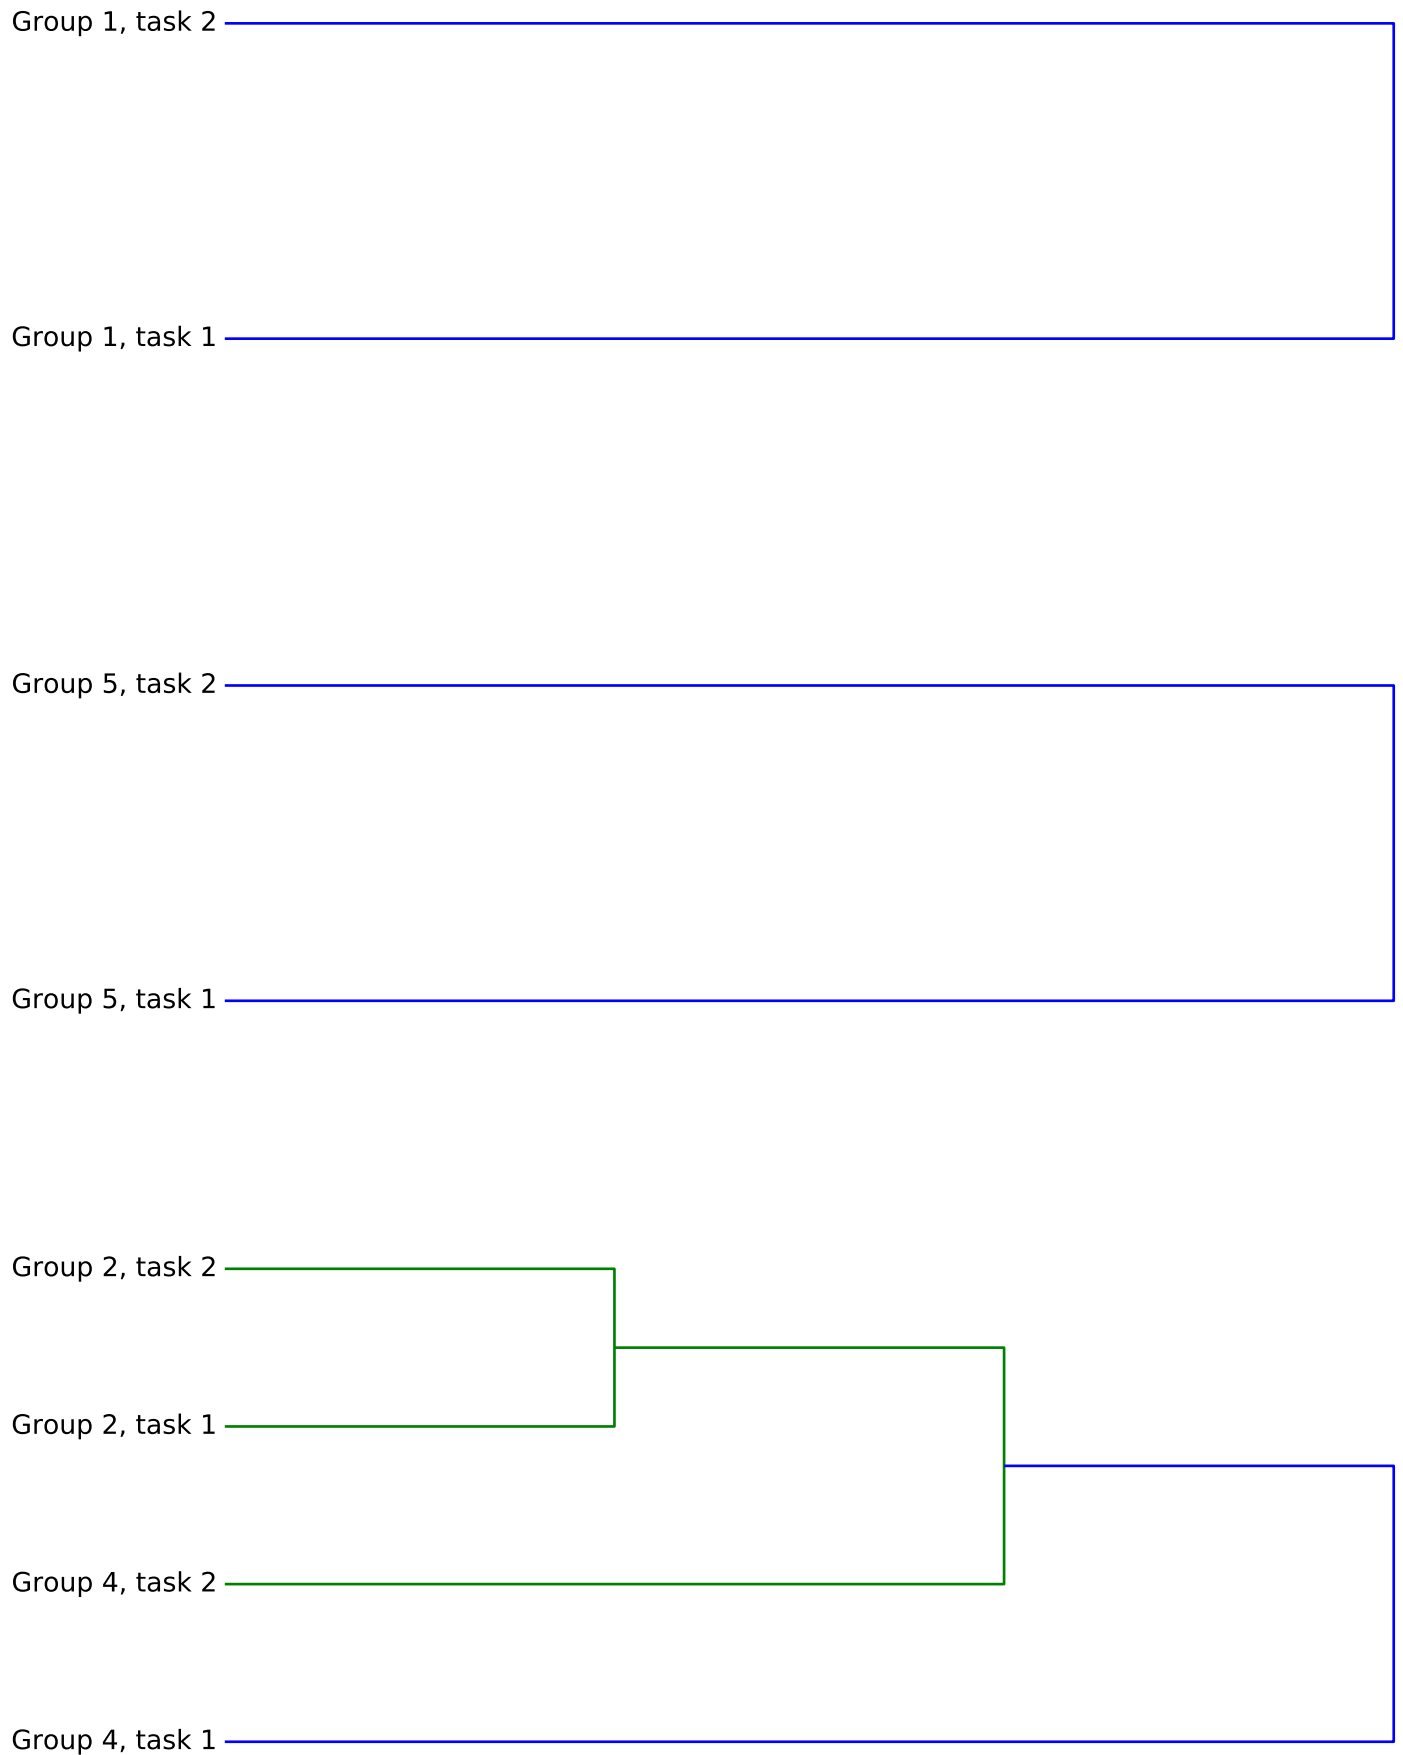 Group 1, task 2
Group 1, task 1
Group 5, task 2
Group 5, task 1
Group 2, task 2
Group 2, task 1
Group 4, task 2
Group 4, task 1